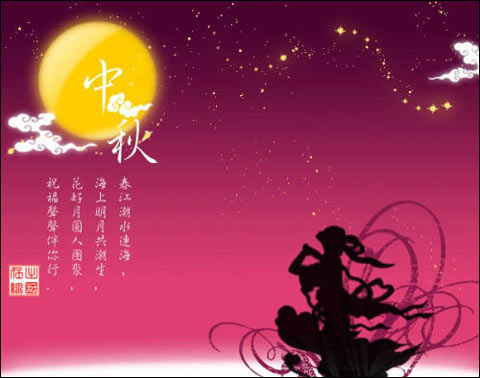 中秋
春江潮水連海，
海上明月共潮生，
花好月圓人團聚，
祝福聲聲伴你行.